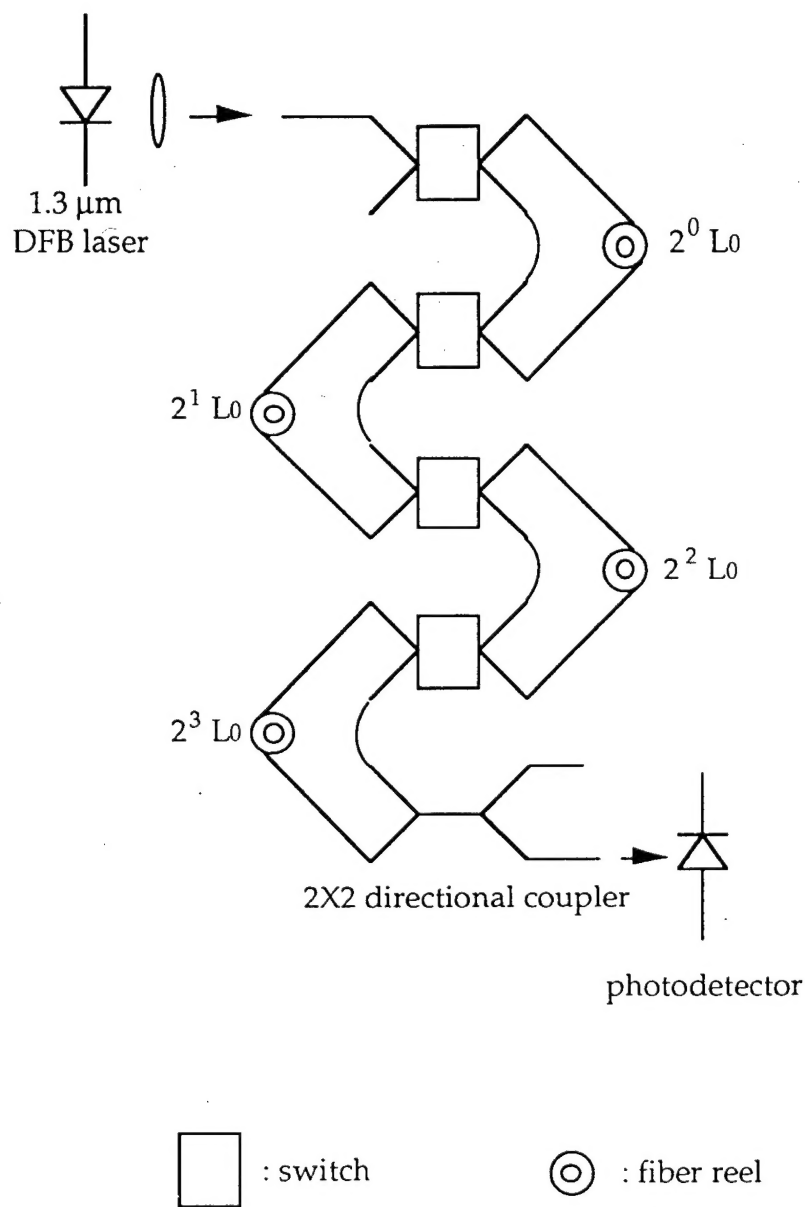 1.3 μm
DFB laser
2⁰ L0
2¹ L0
2² L0
2³ L0
2X2 directional coupler
photodetector
: switch
: fiber reel